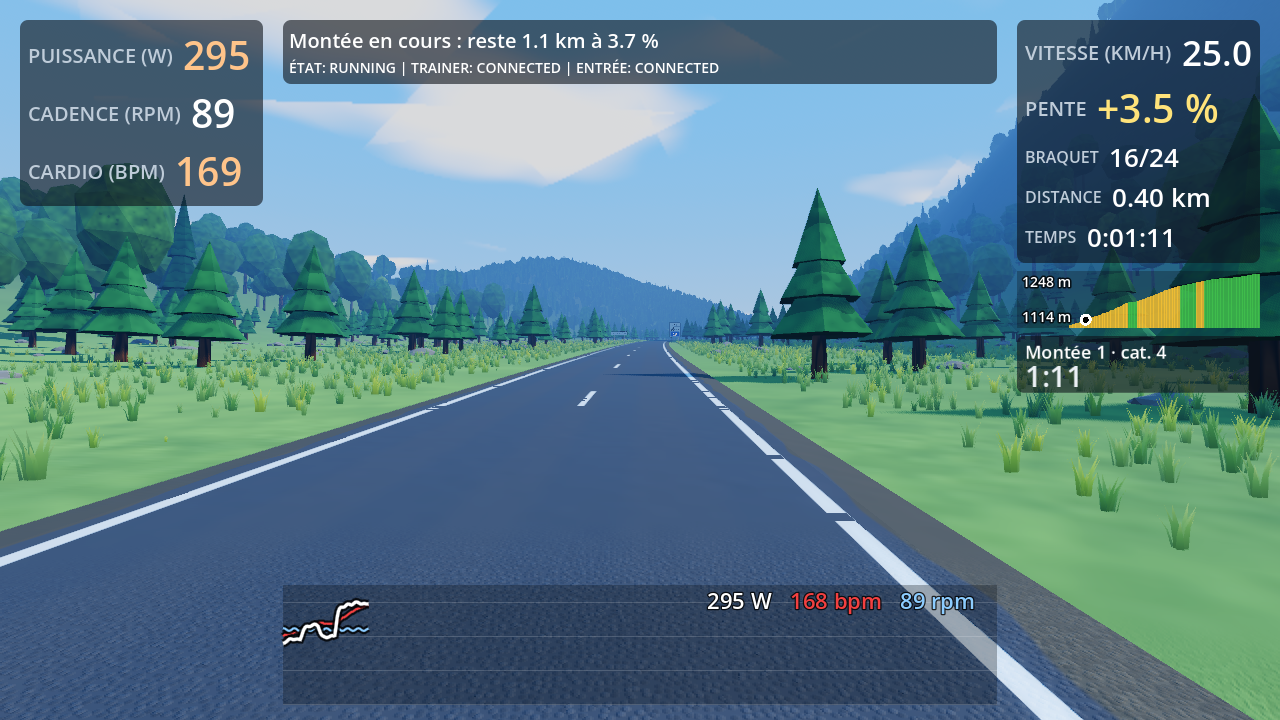 PUISSANCE (W) 295
CADENCE (RPM) 89
CARDIO (BPM) 169
Montée en cours : reste 1.1 km à 3.7 %
ÉTAT: RUNNING | TRAINER: CONNECTED | ENTRÉE: CONNECTED
VITESSE (KM/H) 25.0
PENTE +3.5 %
BRAQUET 16/24
DISTANCE 0.40 km
TEMPS 0:01:11
1248 m
1114 m
Montée 1 · cat. 4
1:11
295 W 168 bpm 89 rpm